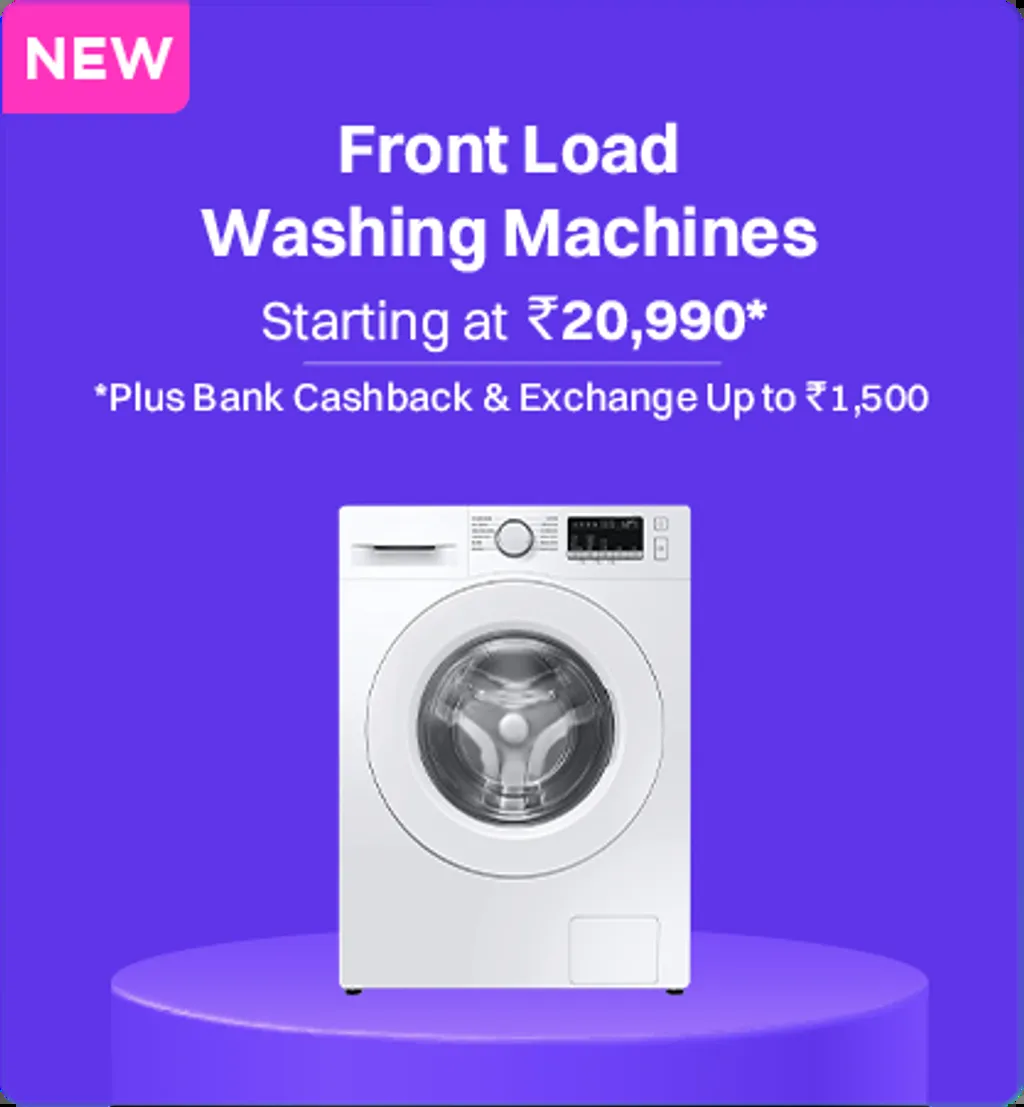 NEW
Front Load
Washing Machines
Starting at ₹20,990*
*Plus Bank Cashback & Exchange Up to ₹1,500